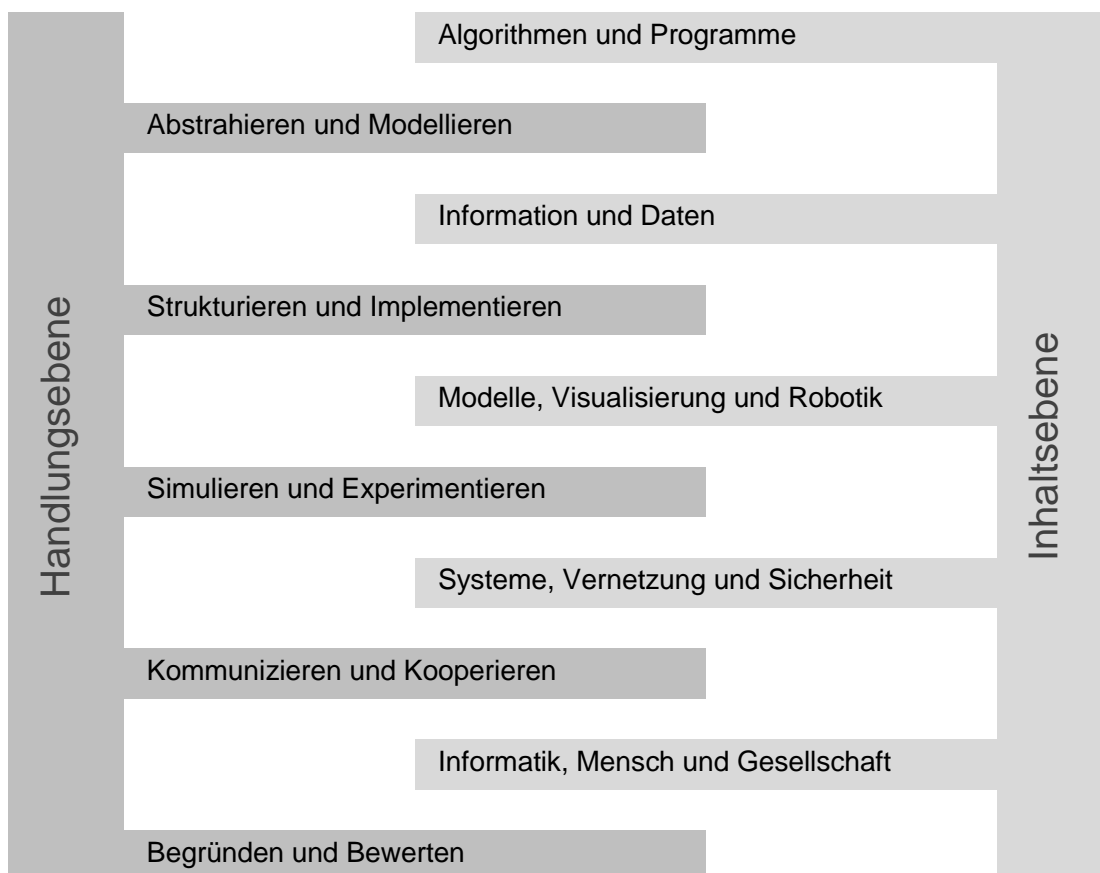 Algorithmen und Programme
Abstrahieren und Modellieren
Information und Daten
Strukturieren und Implementieren
Modelle, Visualisierung und Robotik
Simulieren und Experimentieren
Systeme, Vernetzung und Sicherheit
Kommunizieren und Kooperieren
Informatik, Mensch und Gesellschaft
Begründen und Bewerten
Handlungsebene
Inhaltsebene